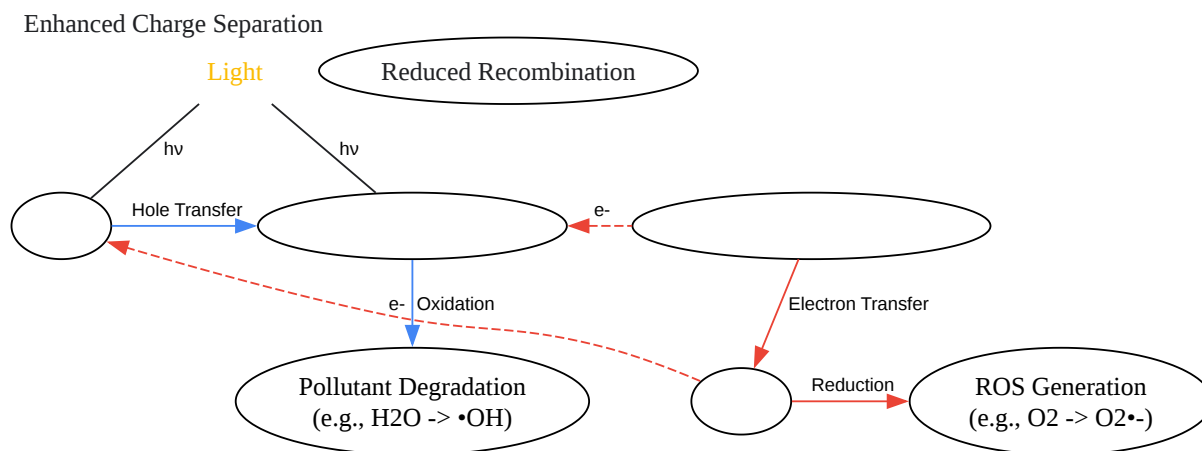 Enhanced Charge Separation
Light
Reduced Recombination
hν
hν
Hole Transfer
e-
e-
Oxidation
Electron Transfer
Pollutant Degradation
(e.g., H2O -> •OH)
Reduction
ROS Generation
(e.g., O2 -> O2•-)